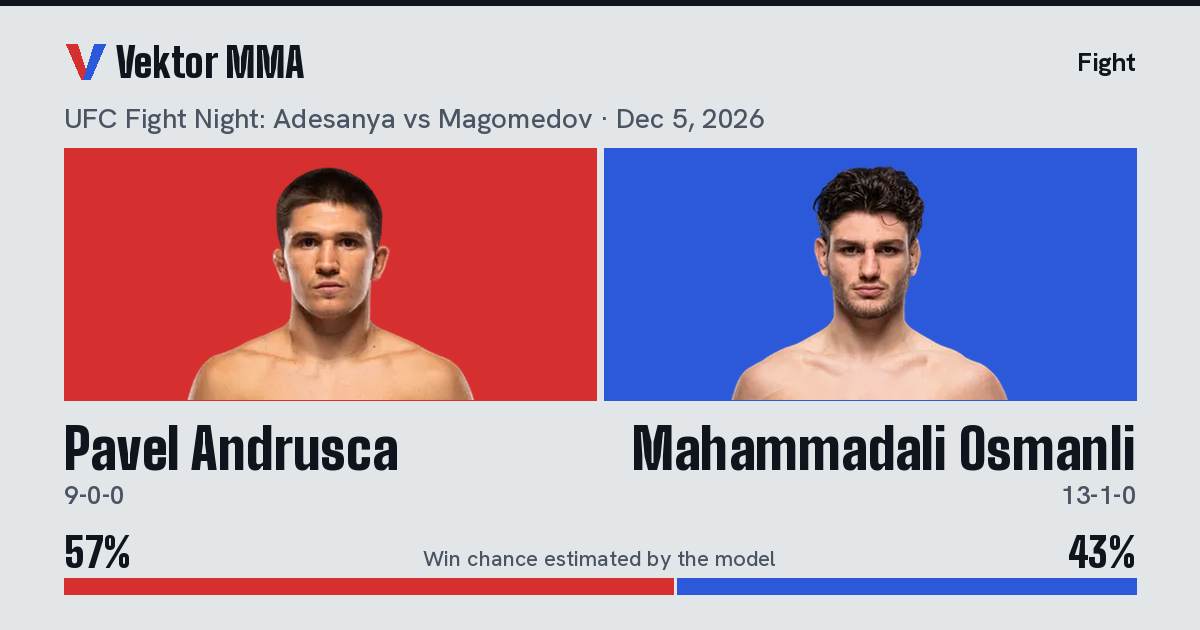 Vektor MMA
Fight
UFC Fight Night: Adesanya vs Magomedov · Dec 5, 2026
Pavel Andrusca
Mahammadali Osmanli
9-0-0
13-1-0
57%
Win chance estimated by the model
43%